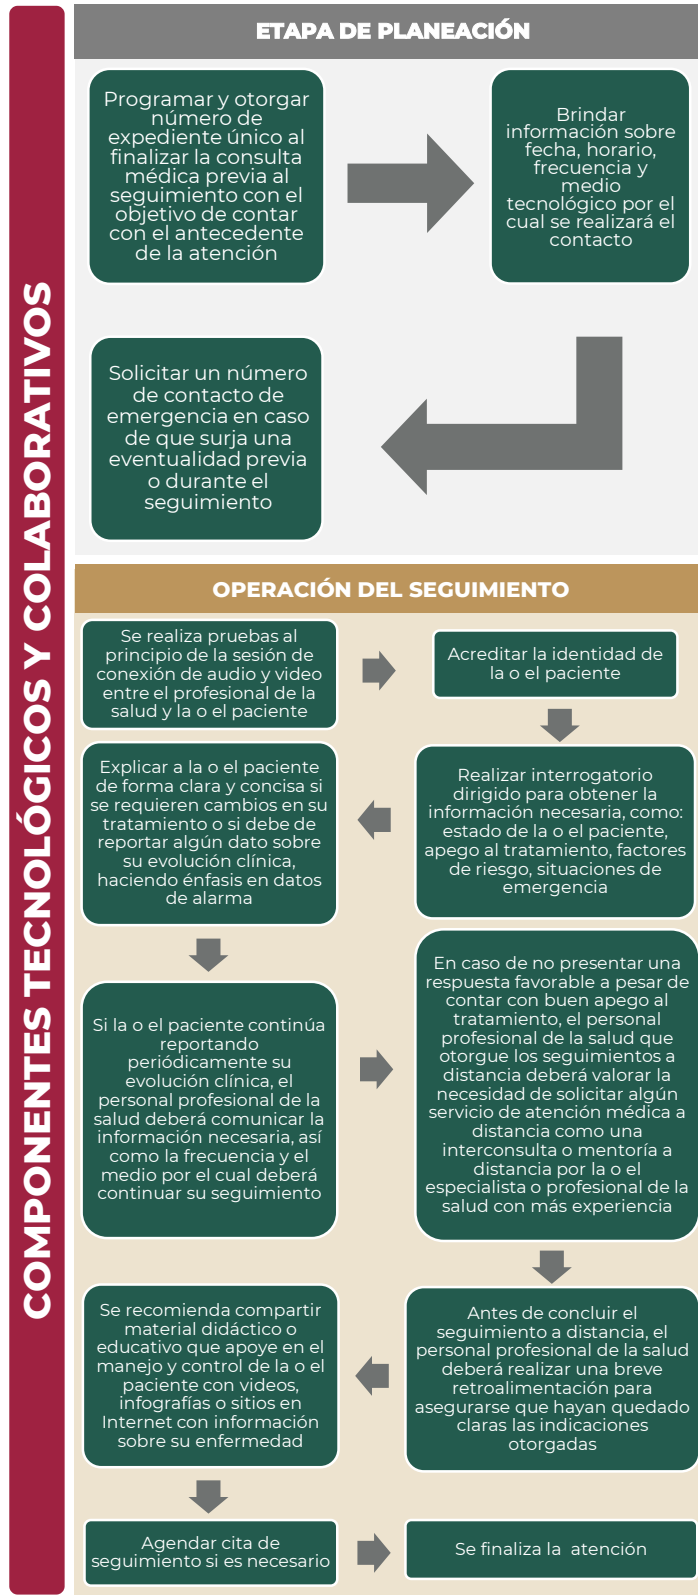 COMPONENTES TECNOLÓGICOS Y COLABORATIVOS
ETAPA DE PLANEACIÓN
Programar y otorgar
número de
expediente único al
finalizar la consulta
médica previa al
seguimiento con el
objetivo de contar
con el antecedente
de la atención
Brindar
información sobre
fecha, horario,
frecuencia y
medio
tecnológico por el
cual se realizará el
contacto
Solicitar un número
de contacto de
emergencia en caso
de que surja una
eventualidad previa
o durante el
seguimiento
OPERACIÓN DEL SEGUIMIENTO
Se realiza pruebas al
principio de la sesión de
conexión de audio y video
entre el profesional de la
salud y la o el paciente
Acreditar la identidad de
la o el paciente
Realizar interrogatorio
dirigido para obtener la
información necesaria, como:
estado de la o el paciente,
apego al tratamiento, factores
de riesgo, situaciones de
emergencia
Explicar a la o el paciente
de forma clara y concisa si
se requieren cambios en su
tratamiento o si debe de
reportar algún dato sobre
su evolución clínica,
haciendo énfasis en datos
de alarma
Si la o el paciente continúa
reportando
periódicamente su
evolución clínica, el
personal profesional de la
salud deberá comunicar la
información necesaria, así
como la frecuencia y el
medio por el cual deberá
continuar su seguimiento
En caso de no presentar una
respuesta favorable a pesar de
contar con buen apego al
tratamiento, el personal
profesional de la salud que
otorgue los seguimientos a
distancia deberá valorar la
necesidad de solicitar algún
servicio de atención médica a
distancia como una
interconsulta o mentoría a
distancia por la o el
especialista o profesional de la
salud con más experiencia
Antes de concluir el
seguimiento a distancia, el
personal profesional de la salud
deberá realizar una breve
retroalimentación para
asegurarse que hayan quedado
claras las indicaciones
otorgadas
Se recomienda compartir
material didáctico o
educativo que apoye en el
manejo y control de la o el
paciente con videos,
infografías o sitios en
Internet con información
sobre su enfermedad
Agendar cita de
seguimiento si es necesario
Se finaliza la atención